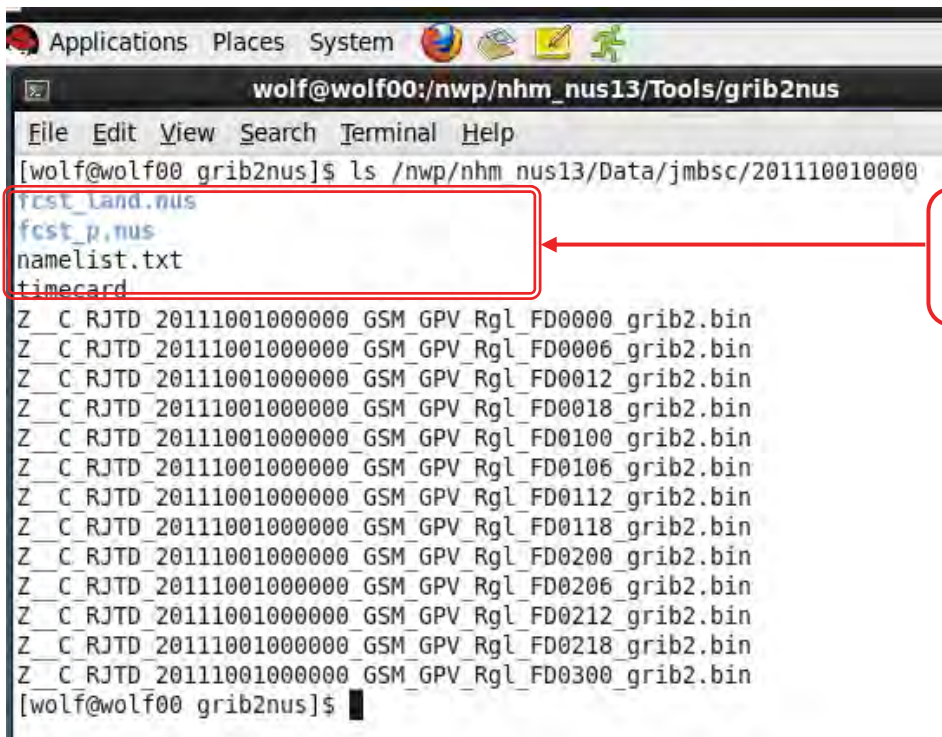 Applications Places System
wolf@wolf00:/nwp/nhm_nus13/Tools/grib2nus
File Edit View Search Terminal Help
[wolf@wolf00 grib2nus]$ ls /nwp/nhm_nus13/Data/jmbsc/201110010000
fcst_land.nus
fcst_p.nus
namelist.txt
timecard
Z__C_RJTD_20111001000000_GSM_GPV_Rgl_FD0000_grib2.bin
Z__C_RJTD_20111001000000_GSM_GPV_Rgl_FD0006_grib2.bin
Z__C_RJTD_20111001000000_GSM_GPV_Rgl_FD0012_grib2.bin
Z__C_RJTD_20111001000000_GSM_GPV_Rgl_FD0018_grib2.bin
Z__C_RJTD_20111001000000_GSM_GPV_Rgl_FD0100_grib2.bin
Z__C_RJTD_20111001000000_GSM_GPV_Rgl_FD0106_grib2.bin
Z__C_RJTD_20111001000000_GSM_GPV_Rgl_FD0112_grib2.bin
Z__C_RJTD_20111001000000_GSM_GPV_Rgl_FD0118_grib2.bin
Z__C_RJTD_20111001000000_GSM_GPV_Rgl_FD0200_grib2.bin
Z__C_RJTD_20111001000000_GSM_GPV_Rgl_FD0206_grib2.bin
Z__C_RJTD_20111001000000_GSM_GPV_Rgl_FD0212_grib2.bin
Z__C_RJTD_20111001000000_GSM_GPV_Rgl_FD0218_grib2.bin
Z__C_RJTD_20111001000000_GSM_GPV_Rgl_FD0300_grib2.bin
[wolf@wolf00 grib2nus]$